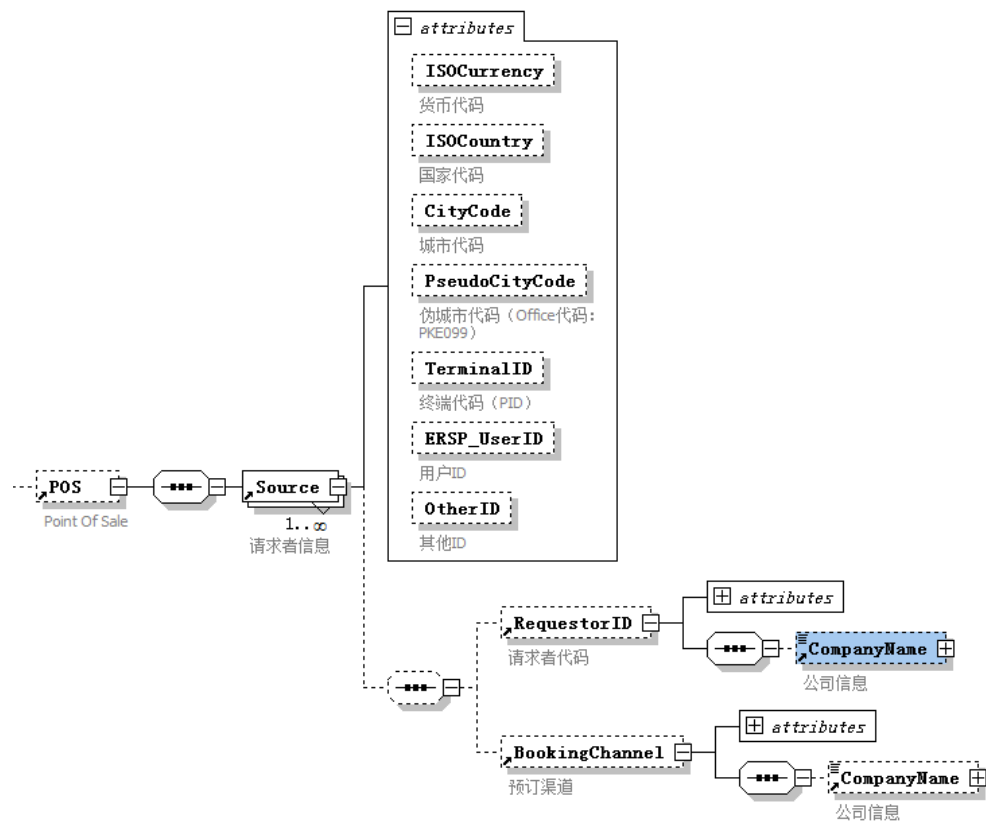 attributes
ISOCurrency
货币代码
ISOCountry
国家代码
CityCode
城市代码
PseudoCityCode
伪城市代码（Office代码：
PKE099）
TerminalID
终端代码（PID）
ERSP_UserID
用户ID
OtherID
其他ID
POS
Point Of Sale
Source
1..∞
请求者信息
attributes
RequestorID
请求者代码
CompanyName
公司信息
attributes
BookingChannel
预订渠道
CompanyName
公司信息